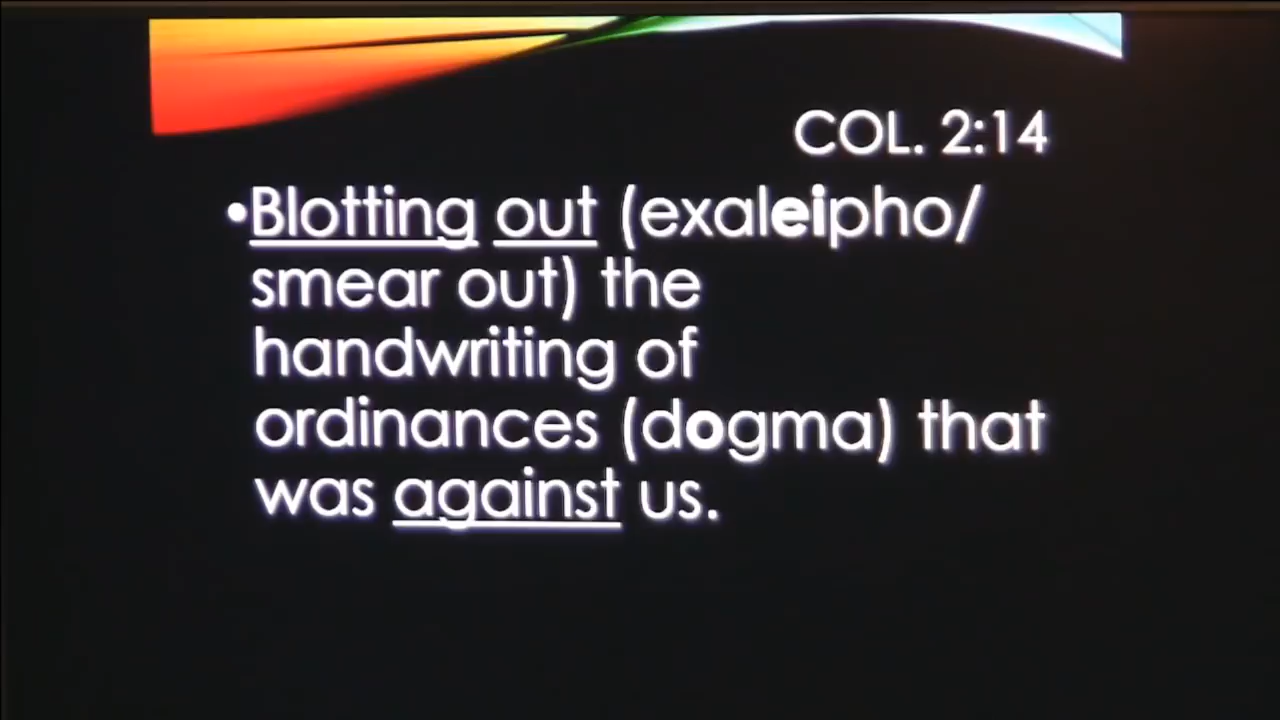 COL. 2:14
•Blotting out (exaleipho/
smear out) the
handwriting of
ordinances (dogma) that
was against us.